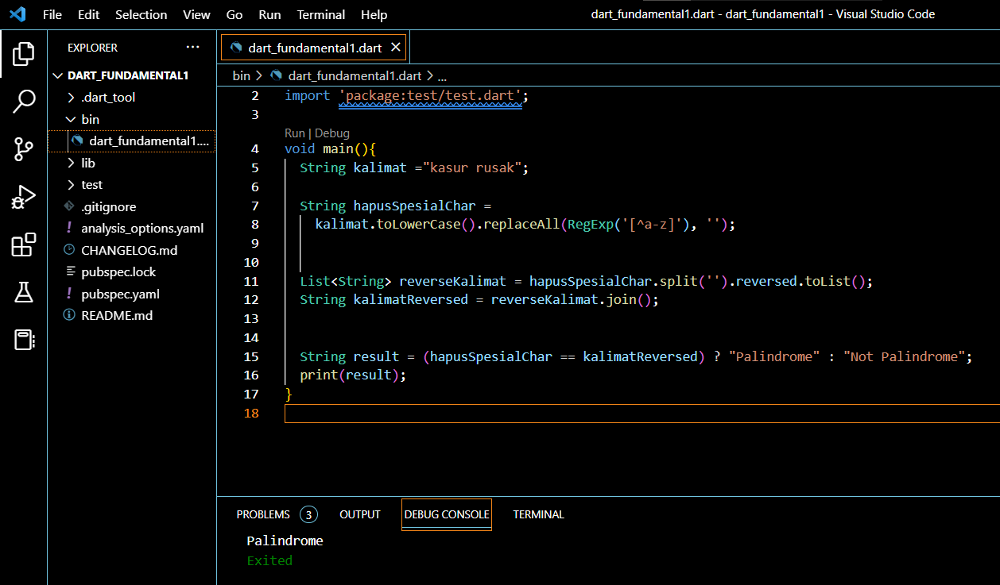 File Edit Selection View Go Run Terminal Help
dart_fundamental1.dart - dart_fundamental1 - Visual Studio Code
EXPLORER
...
DART_FUNDAMENTAL1
.dart_tool
bin
dart_fundamental1....
lib
test
.gitignore
! analysis_options.yaml
CHANGELOG.md
pubspec.lock
! pubspec.yaml
README.md
dart_fundamental1.dart
bin > dart_fundamental1.dart > ...
2 import 'package:test/test.dart';
3
Run | Debug
4 void main(){
5 String kalimat ="kasur rusak";
6
7 String hapusSpesialChar =
8 kalimat.toLowerCase().replaceAll(RegExp('[^a-z]'), '');
9
10
11 List<String> reverseKalimat = hapusSpesialChar.split('').reversed.toList();
12 String kalimatReversed = reverseKalimat.join();
13
14
15 String result = (hapusSpesialChar == kalimatReversed) ? "Palindrome" : "Not Palindrome";
16 print(result);
17 }
18
PROBLEMS 3 OUTPUT DEBUG CONSOLE TERMINAL
Palindrome
Exited